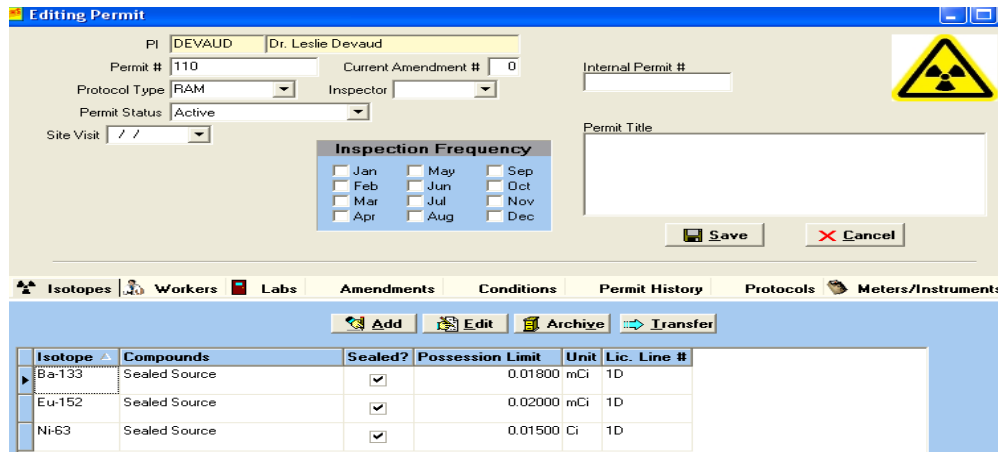 Editing Permit
PI DEVAUD Dr. Leslie Devaud
Permit # 110 Current Amendment # 0 Internal Permit #
Protocol Type RAM Inspector
Permit Status Active
Site Visit / /
Permit Title
Inspection Frequency
Jan May Sep
Feb Jun Oct
Mar Jul Nov
Apr Aug Dec
Save Cancel
Isotopes Workers Labs Amendments Conditions Permit History Protocols Meters/Instruments
Add Edit Archive Transfer
Isotope Compounds Sealed? Possession Limit Unit Lic. Line #
Ba-133 Sealed Source 0.01800 mCi 1D
Eu-152 Sealed Source 0.02000 mCi 1D
Ni-63 Sealed Source 0.01500 Ci 1D